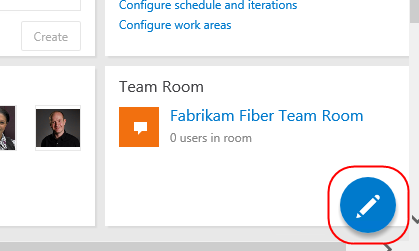 Configure schedule and iterations
Configure work areas
Create
Team Room
Fabrikam Fiber Team Room
0 users in room